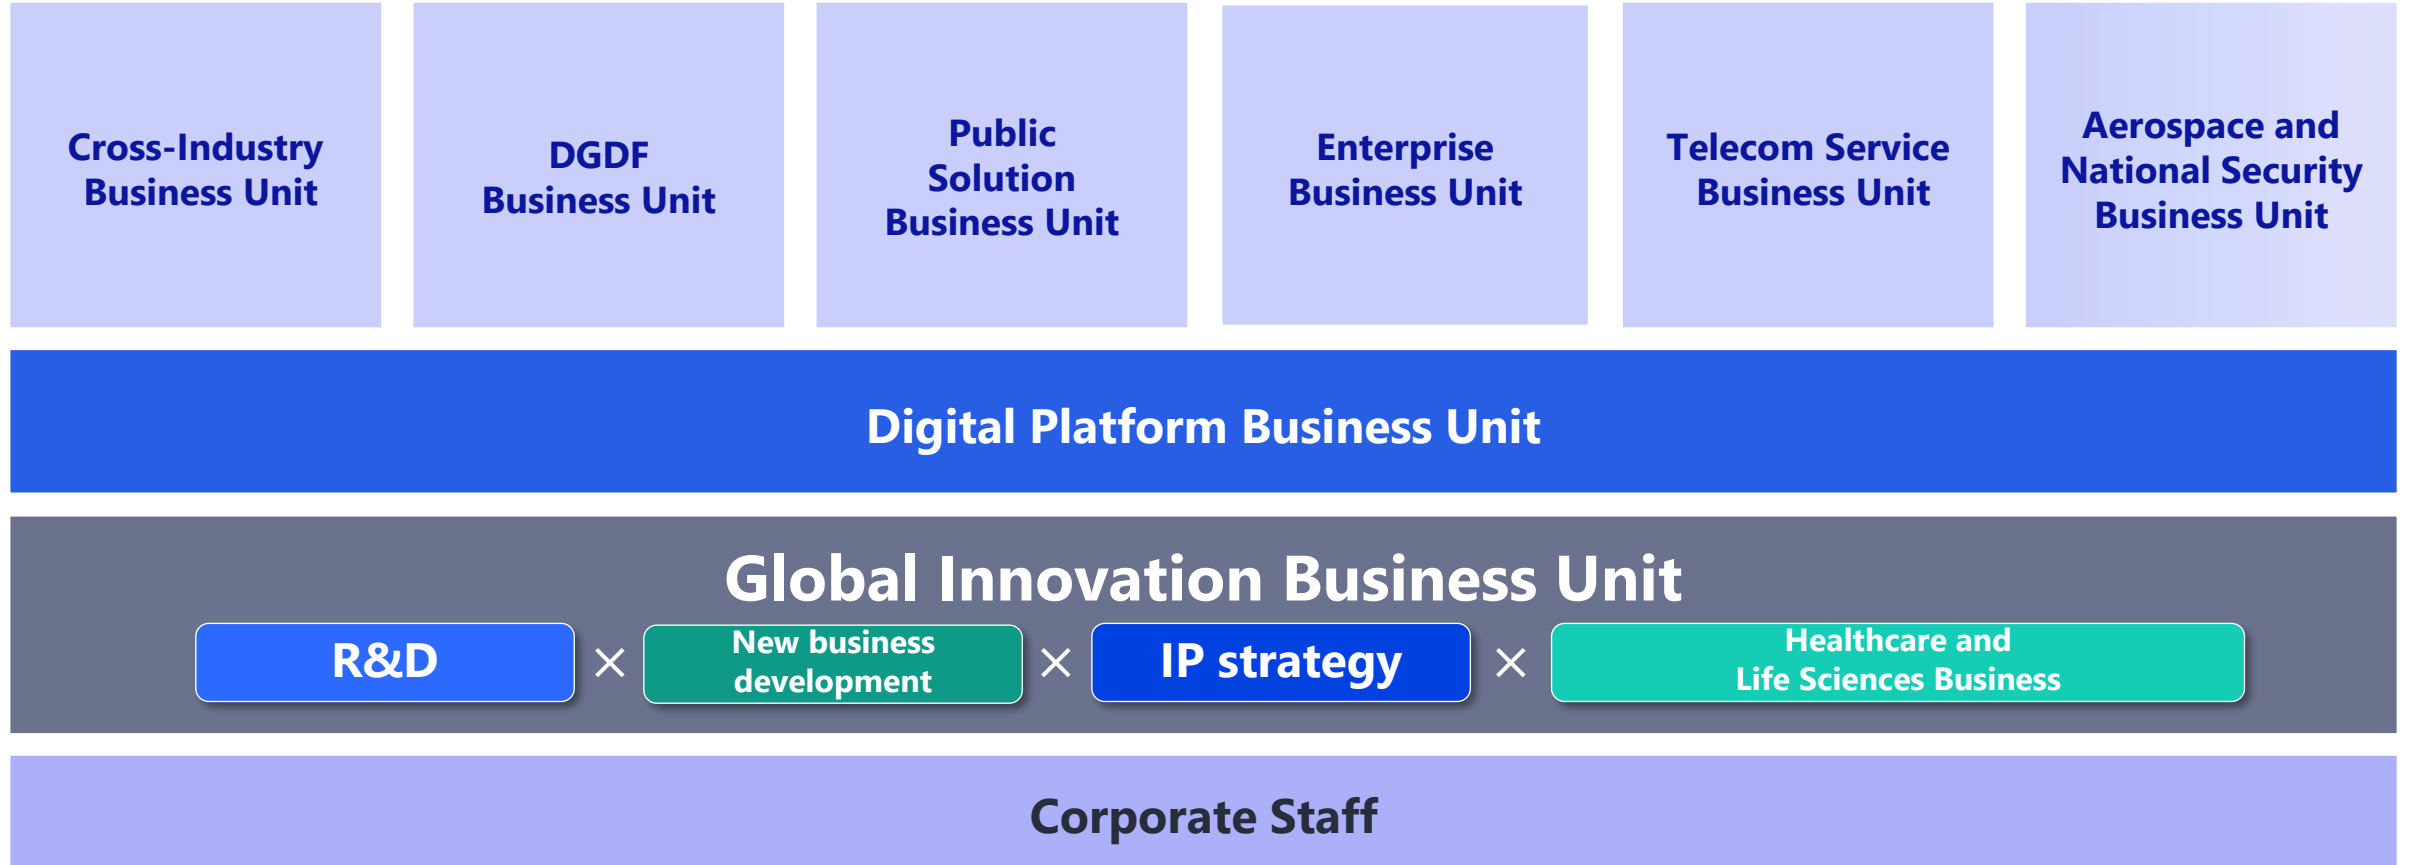 Cross-Industry
Business Unit
DGDF
Business Unit
Public
Solution
Business Unit
Enterprise
Business Unit
Telecom Service
Business Unit
Aerospace and
National Security
Business Unit
Digital Platform Business Unit
Global Innovation Business Unit
R&D
×
New business
development
×
IP strategy
×
Healthcare and
Life Sciences Business
Corporate Staff